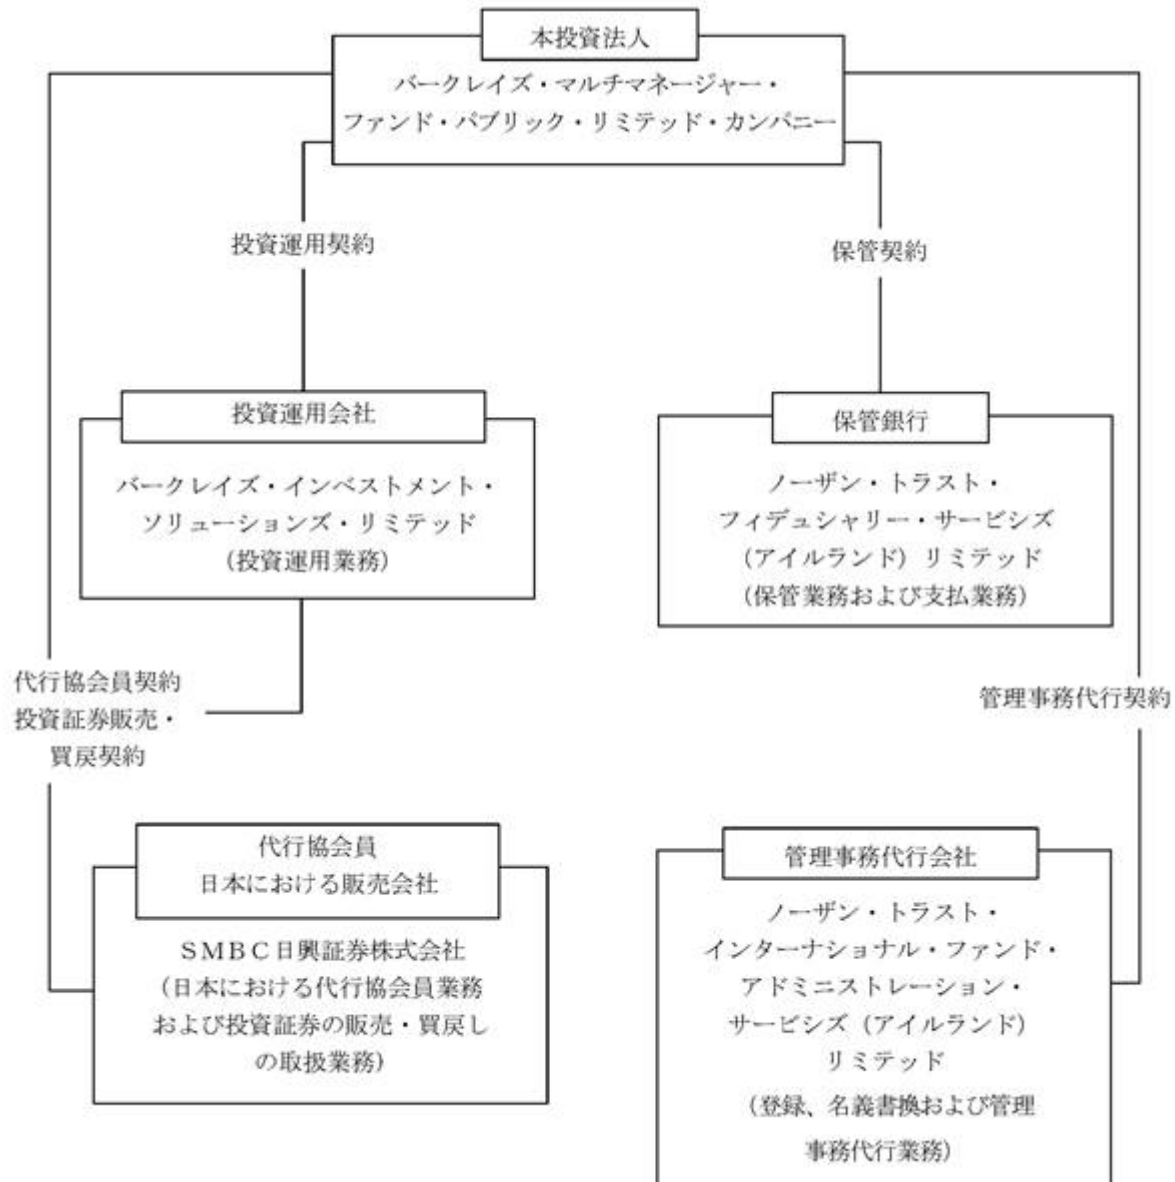 本投資法人
バークレイズ・マルチマネージャー・
ファンド・パブリック・リミテッド・カンパニー
投資運用契約
保管契約
投資運用会社
バークレイズ・インベストメント・
ソリューションズ・リミテッド
(投資運用業務)
保管銀行
ノーザン・トラスト・
フィデュシャリー・サービシズ
(アイルランド) リミテッド
(保管業務および支払業務)
代行協会員契約
投資証券販売・
買戻契約
管理事務代行契約
代行協会員
日本における販売会社
SMBC日興証券株式会社
(日本における代行協会員業務
および投資証券の販売・買戻し
の取扱業務)
管理事務代行会社
ノーザン・トラスト・
インターナショナル・ファンド・
アドミニストレーション・
サービシズ (アイルランド)
リミテッド
(登録、名義書換および管理
事務代行業務)